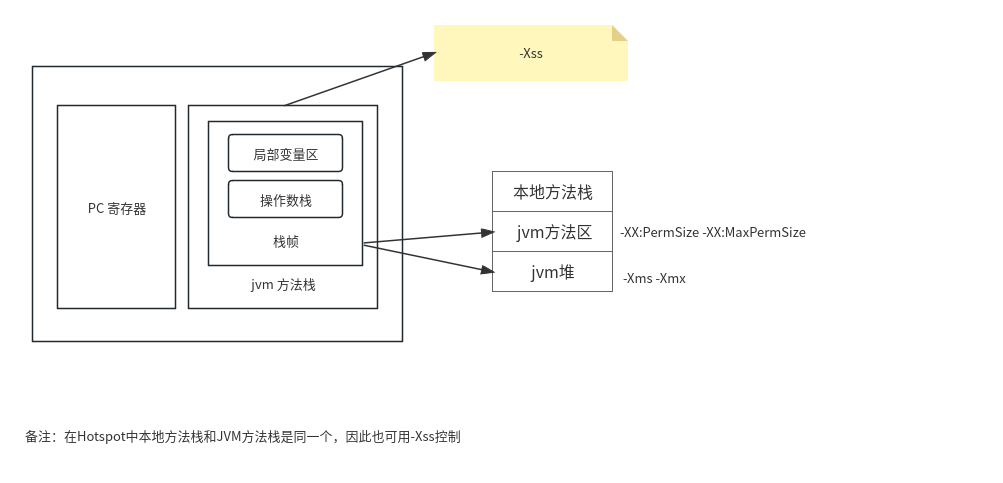 -Xss
局部变量区
操作数栈
PC 寄存器
栈帧
jvm 方法栈
本地方法栈
jvm方法区
-XX:PermSize -XX:MaxPermSize
jvm堆
-Xms -Xmx
备注：在Hotspot中本地方法栈和JVM方法栈是同一个，因此也可用-Xss控制